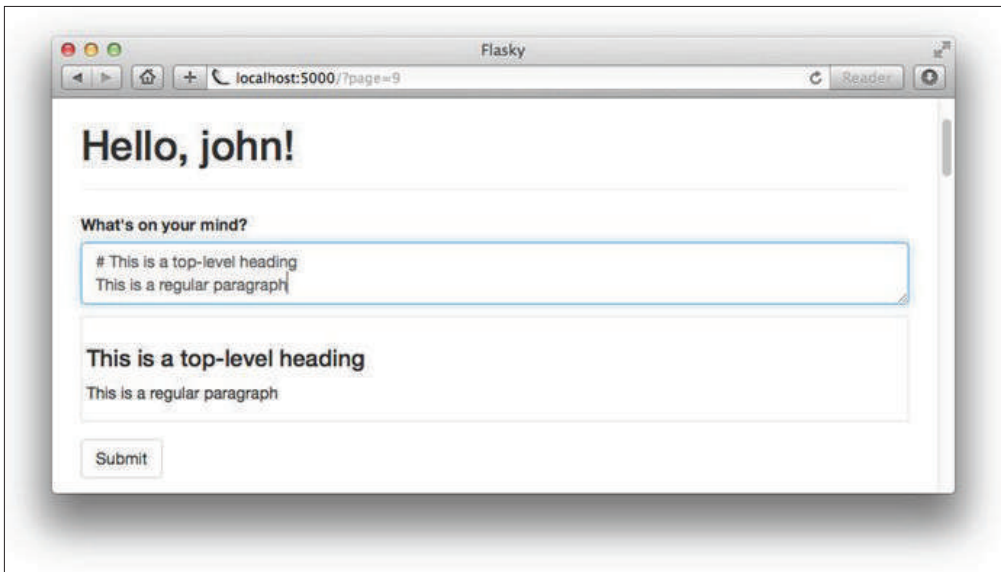 Flasky
localhost:5000/?page=9
Reader
Hello, john!
What's on your mind?
# This is a top-level heading
This is a regular paragraph
This is a top-level heading
This is a regular paragraph
Submit